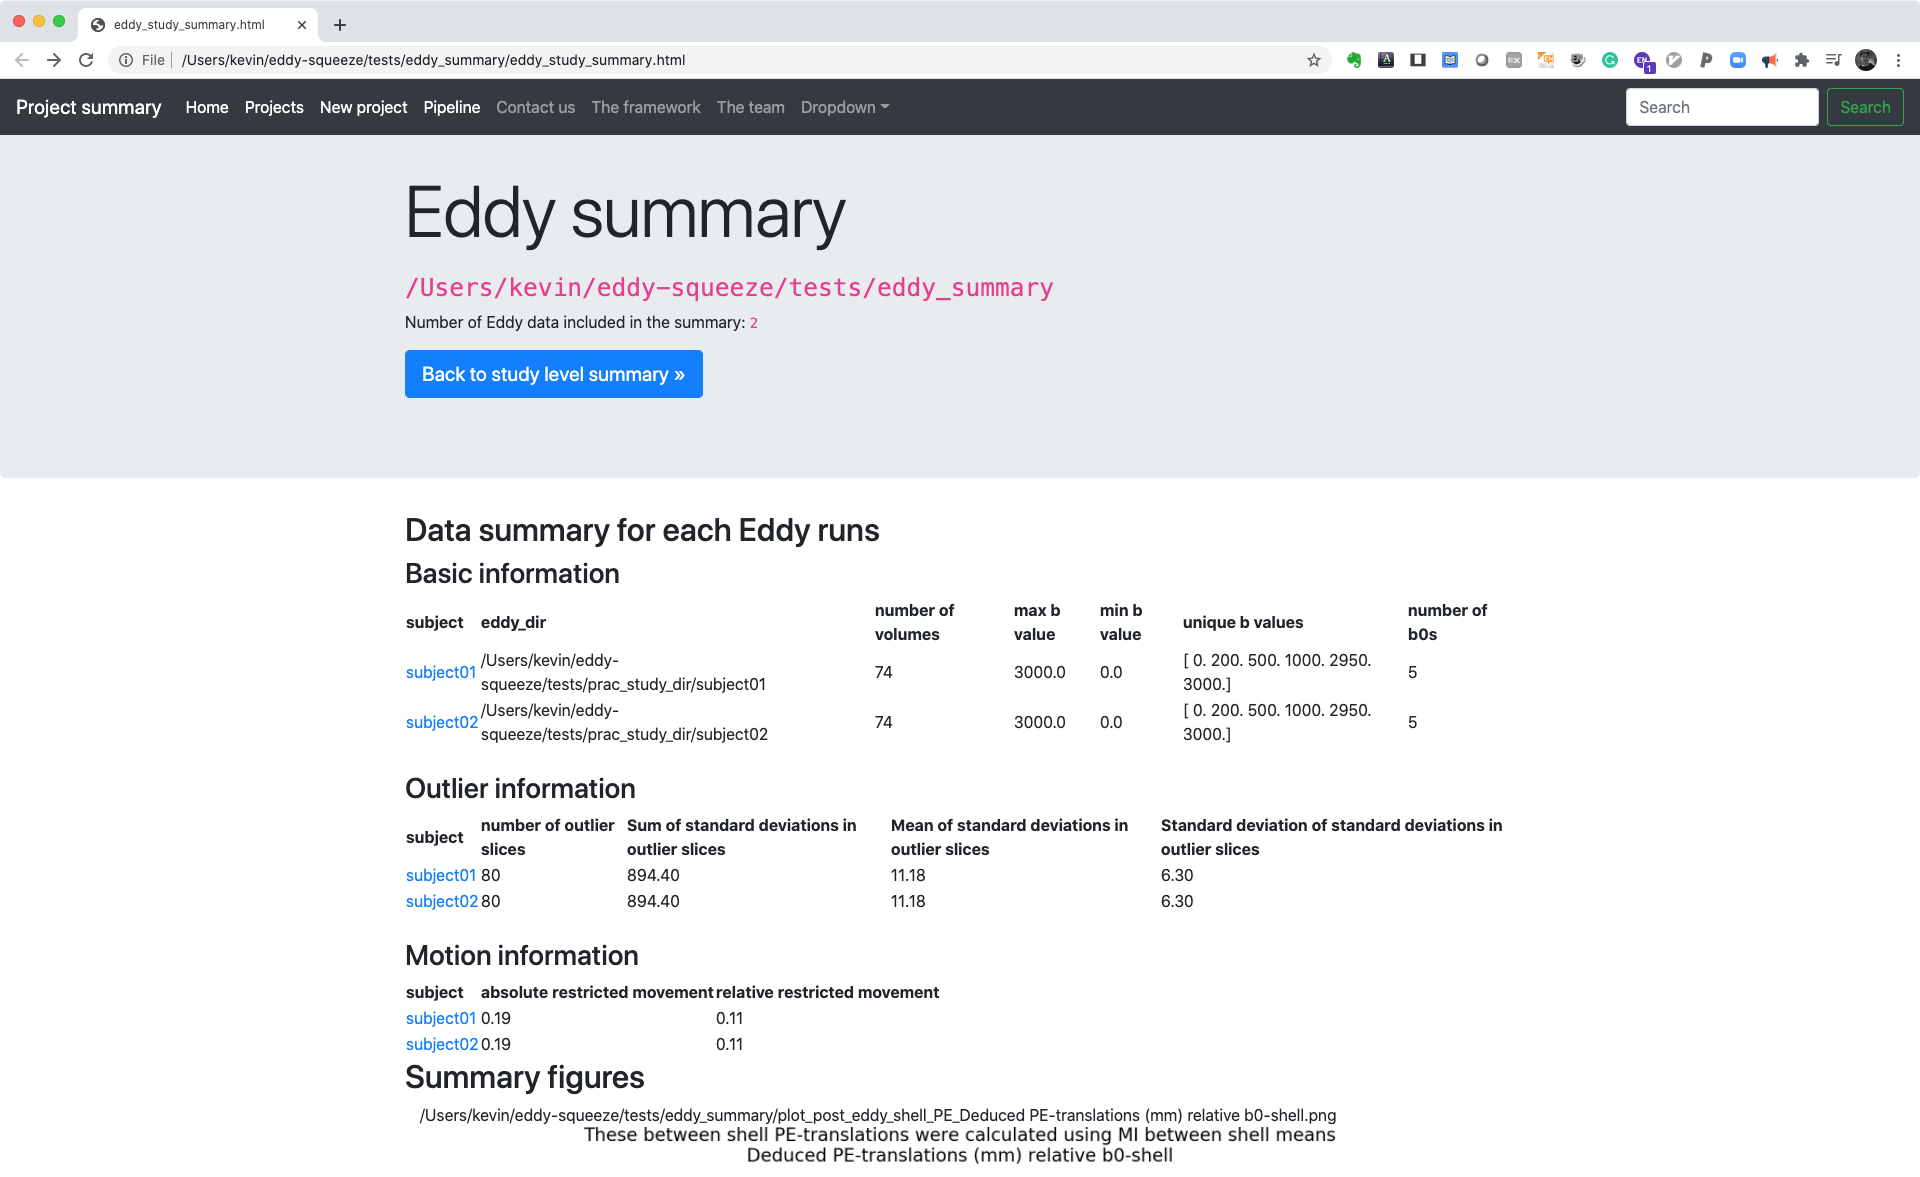 eddy_study_summary.html
File /Users/kevin/eddy-squeeze/tests/eddy_summary/eddy_study_summary.html
Project summary Home Projects New project Pipeline Contact us The framework The team Dropdown Search Search
Eddy summary
/Users/kevin/eddy-squeeze/tests/eddy_summary
Number of Eddy data included in the summary: 2
Back to study level summary »
Data summary for each Eddy runs
Basic information
subject eddy_dir number of volumes max b value min b value unique b values number of b0s
subject01 /Users/kevin/eddy-squeeze/tests/prac_study_dir/subject01 74 3000.0 0.0 [ 0. 200. 500. 1000. 2950. 3000.] 5
subject02 /Users/kevin/eddy-squeeze/tests/prac_study_dir/subject02 74 3000.0 0.0 [ 0. 200. 500. 1000. 2950. 3000.] 5
Outlier information
subject number of outlier slices Sum of standard deviations in outlier slices Mean of standard deviations in outlier slices Standard deviation of standard deviations in outlier slices
subject01 80 894.40 11.18 6.30
subject02 80 894.40 11.18 6.30
Motion information
subject absolute restricted movement relative restricted movement
subject01 0.19 0.11
subject02 0.19 0.11
Summary figures
/Users/kevin/eddy-squeeze/tests/eddy_summary/plot_post_eddy_shell_PE_Deduced PE-translations (mm) relative b0-shell.png
These between shell PE-translations were calculated using MI between shell means
Deduced PE-translations (mm) relative b0-shell